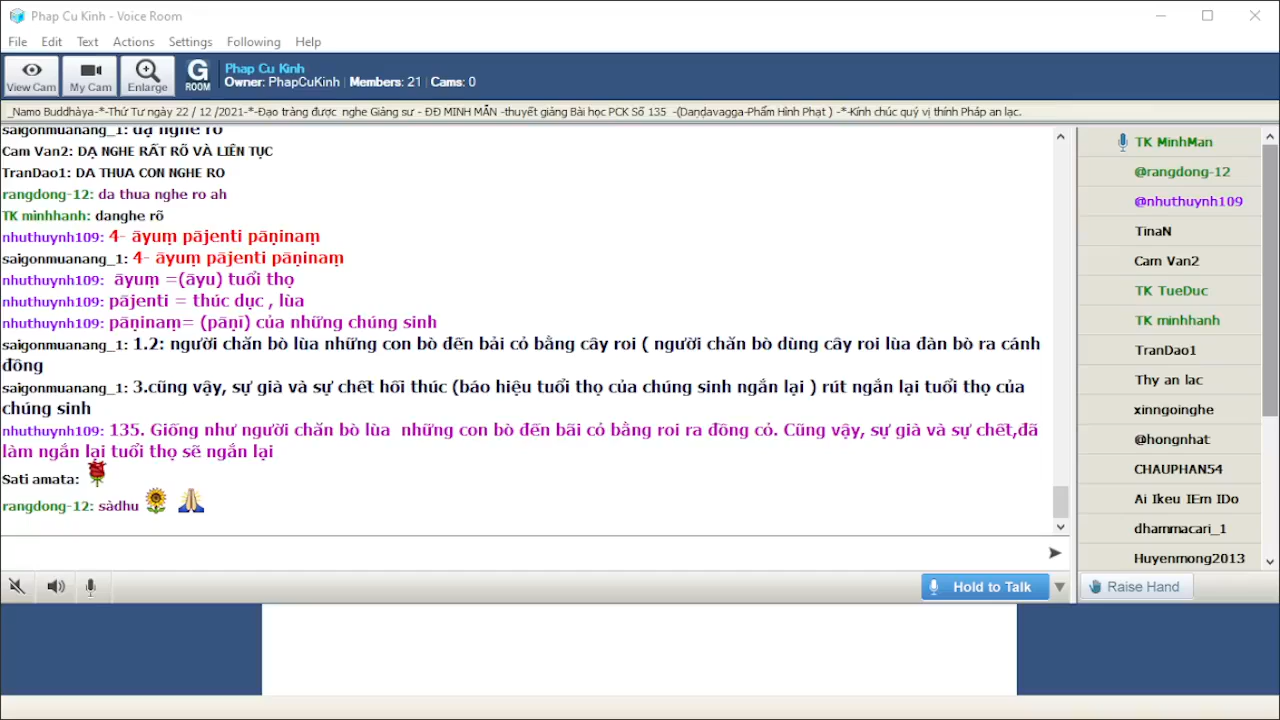 Phap Cu Kinh - Voice Room
File Edit Text Actions Settings Following Help
View Cam
My Cam
Enlarge
G
ROOM
Phap Cu Kinh
Owner: PhapCuKinh | Members: 21 | Cams: 0
_Namo Buddhàya-*-Thứ Tư ngày 22 / 12 /2021-*-Đạo tràng được nghe Giảng sư - ĐĐ MINH MẪN -thuyết giảng Bài học PCK Số 135 -(Daṇḍavagga-Phẩm Hình Phạt ) -*-Kính chúc quý vị thính Pháp an lạc.
saigonmuanang_1: dạ nghe rõ
Cam Van2: DẠ NGHE RẤT RÕ VÀ LIÊN TỤC
TranDao1: DA THUA CON NGHE RO
rangdong-12: da thua nghe ro ah
TK minhhanh: danghe rõ
nhuthuynh109: 4- āyuṃ pājenti pāṇinaṃ
saigonmuanang_1: 4- āyuṃ pājenti pāṇinaṃ
nhuthuynh109: āyuṃ =(āyu) tuổi thọ
nhuthuynh109: pājenti = thúc dục , lùa
nhuthuynh109: pāṇinaṃ= (pāṇī) của những chúng sinh
saigonmuanang_1: 1.2: người chăn bò lùa những con bò đến bải cỏ bằng cây roi ( người chăn bò dùng cây roi lùa đàn bò ra cánh
đồng
saigonmuanang_1: 3.cũng vậy, sự già và sự chết hối thúc (báo hiệu tuổi thọ của chúng sinh ngắn lại ) rút ngắn lại tuổi thọ của
chúng sinh
nhuthuynh109: 135. Giống như người chăn bò lùa những con bò đến bãi cỏ bằng roi ra đồng cỏ. Cũng vậy, sự già và sự chết,đã
làm ngắn lại tuổi thọ sẽ ngắn lại
Sati amata:
rangdong-12: sàdhu
Hold to Talk
TK MinhMan
@rangdong-12
@nhuthuynh109
TinaN
Cam Van2
TK TueDuc
TK minhhanh
TranDao1
Thy an lac
xinngoinghe
@hongnhat
CHAUPHAN54
Ai Ikeu IEm IDo
dhammacari_1
Huyenmong2013
Raise Hand